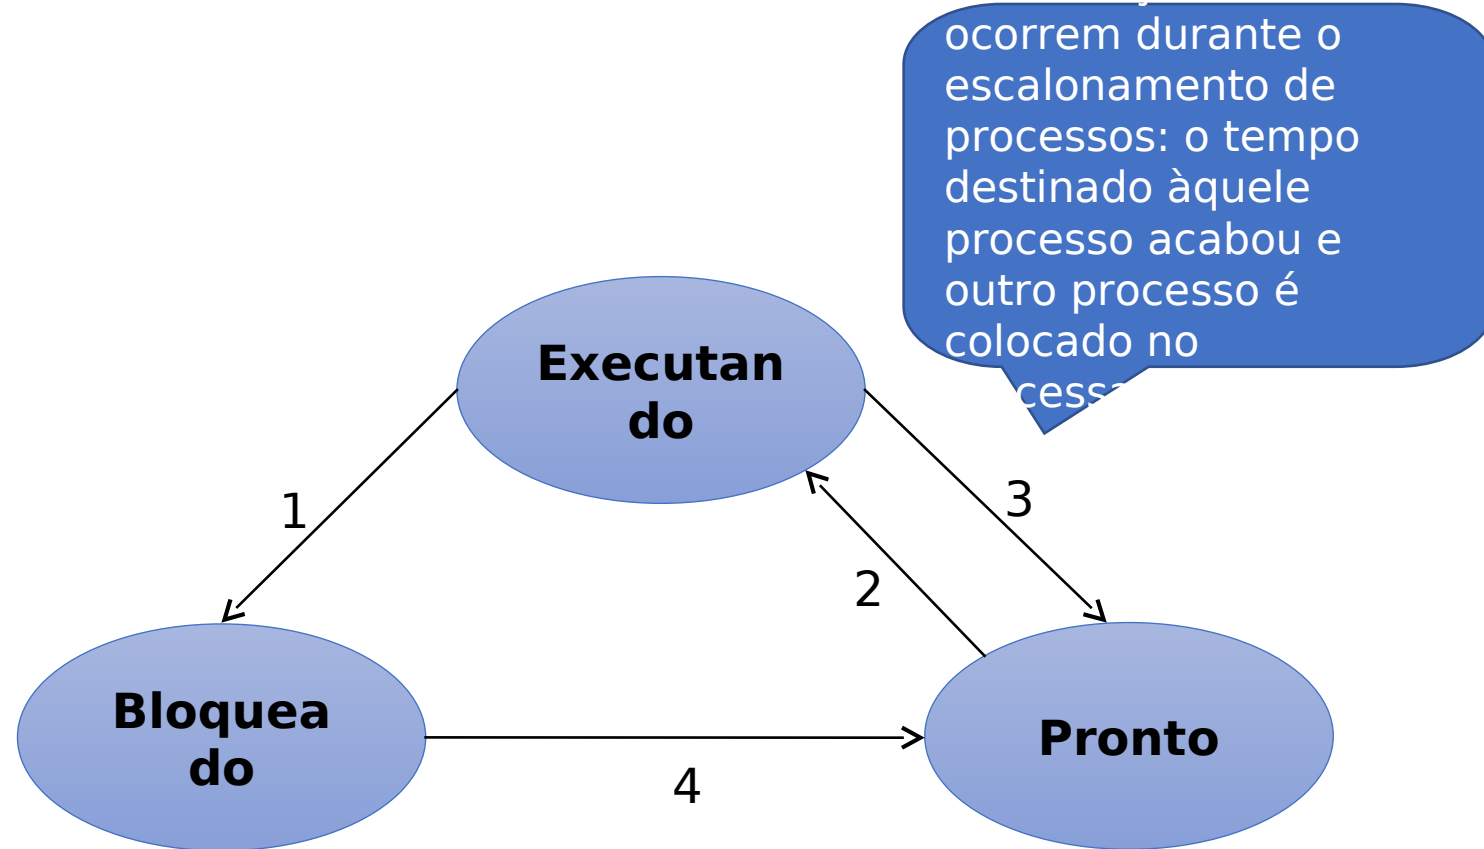 ocorrem durante o
escalonamento de
processos: o tempo
destinado àquele
processo acabou e
outro processo é
colocado no
Executan
do
1
3
2
Bloquea
do
Pronto
4